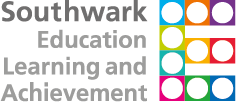 Southwark
Education
Learning and
Achievement